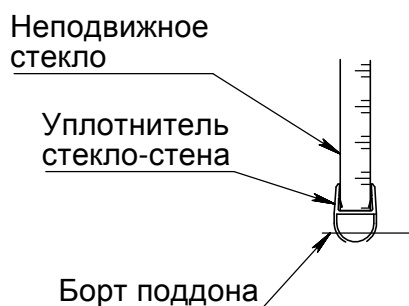 Неподвижное
стекло
Уплотнитель
стекло-стена
Борт поддона